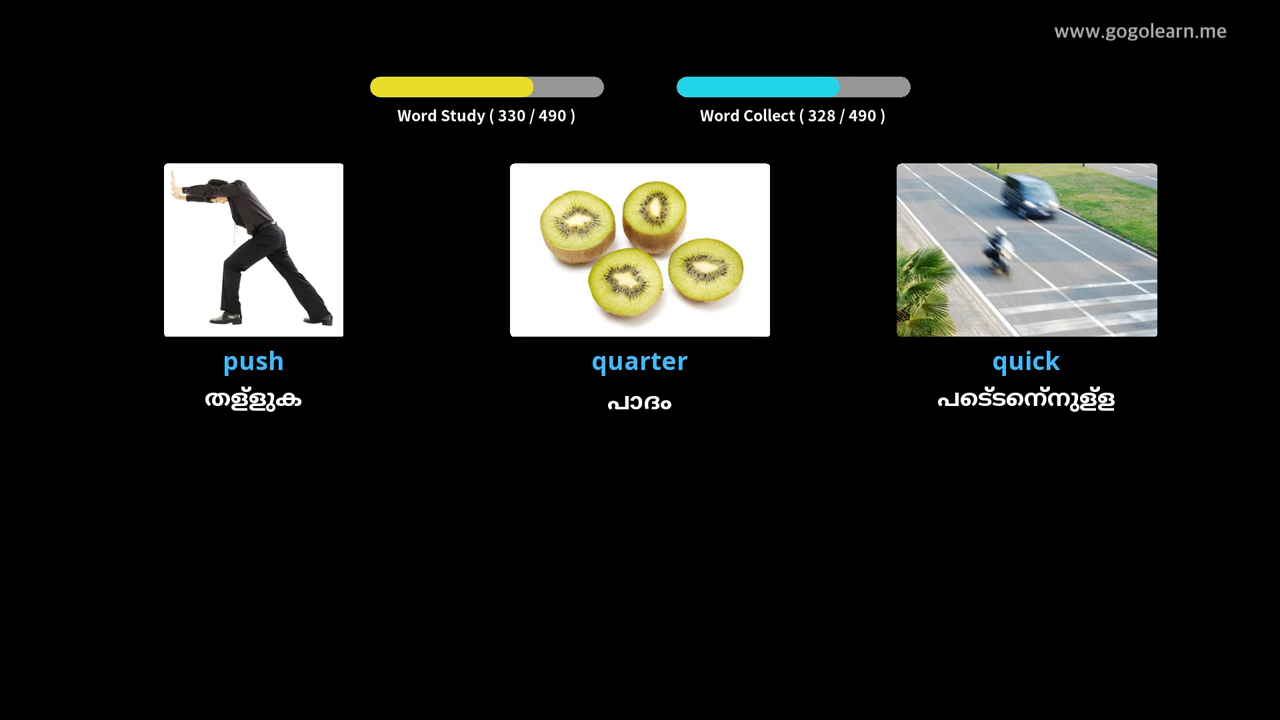 www.gogolearn.me
Word Study ( 330 / 490 )
Word Collect ( 328 / 490 )
push
quarter
quick
തള്ളുക
പാദം
പെട്ടെന്നുള്ള